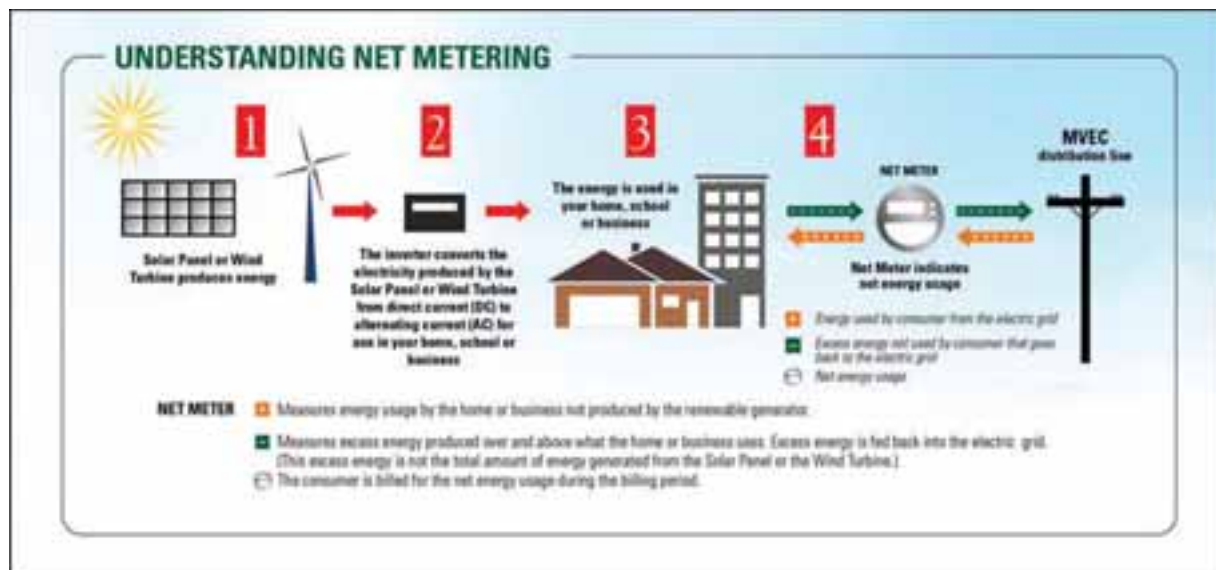 UNDERSTANDING NET METERING
1
2
3
4
Solar Panel or Wind
Turbine produces energy
The inverter converts the
electricity produced by the
Solar Panel or Wind Turbine
from direct current (DC) to
alternating current (AC) for
use in your home, school or
business
The energy is used in
your home, school
or business
NET METER
Net Meter indicates
net energy usage
MVEC
distribution line
+ Energy used by consumer from the electric grid
- Excess energy not used by consumer that goes
back to the electric grid
Net energy usage
NET METER + Measures energy usage by the home or business not produced by the renewable generator.
- Measures excess energy produced over and above what the home or business uses. Excess energy is fed back into the electric grid.
(This excess energy is not the total amount of energy generated from the Solar Panel or the Wind Turbine.)
The consumer is billed for the net energy usage during the billing period.